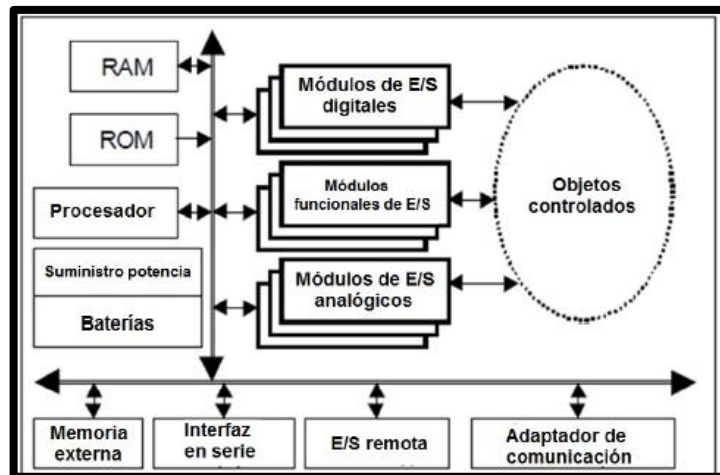 RAM
ROM
Procesador
Suministro potencia
Baterías
Módulos de E/S
digitales
Módulos
funcionales de E/S
Módulos de E/S
analógicos
Objetos
controlados
Memoria
externa
Interfaz
en serie
E/S remota
Adaptador de
comunicación